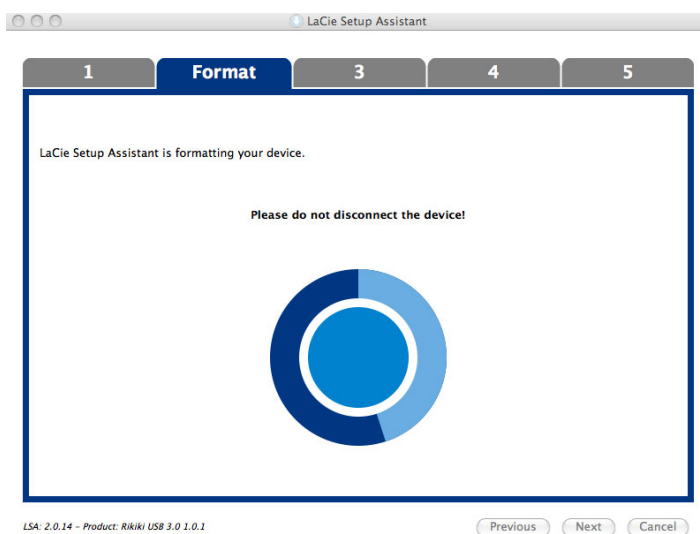 LaCie Setup Assistant
1 Format 3 4 5
LaCie Setup Assistant is formatting your device.
Please do not disconnect the device!
LSA: 2.0.14 – Product: Rikiki USB 3.0 1.0.1
Previous Next Cancel